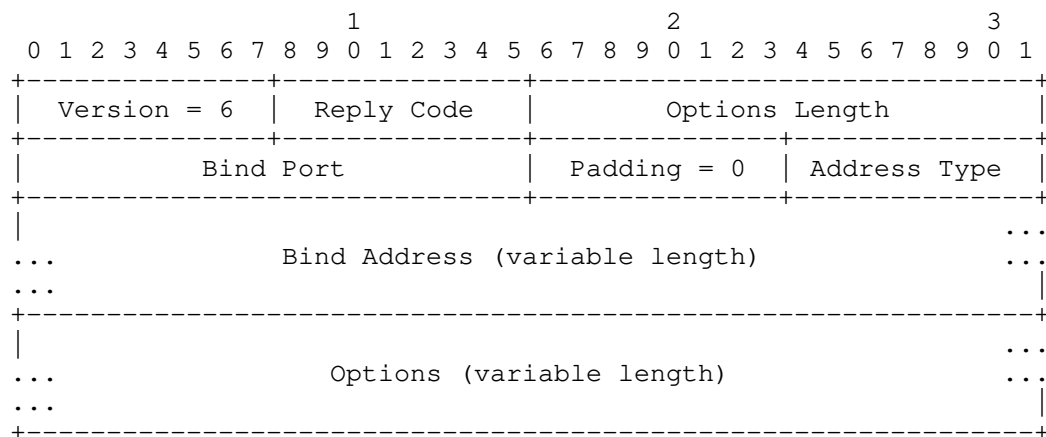 1                   2                   3
 0 1 2 3 4 5 6 7 8 9 0 1 2 3 4 5 6 7 8 9 0 1 2 3 4 5 6 7 8 9 0 1
+---------------+---------------+-------------------------------+
|  Version = 6  |  Reply Code   |        Options Length         |
+---------------+---------------+---------------+---------------+
|           Bind Port           |  Padding = 0  | Address Type  |
+-------------------------------+---------------+---------------+
|                                                             ...
...              Bind Address (variable length)               ...
...                                                             |
+---------------------------------------------------------------+
|                                                             ...
...                 Options (variable length)                 ...
...                                                             |
+---------------------------------------------------------------+